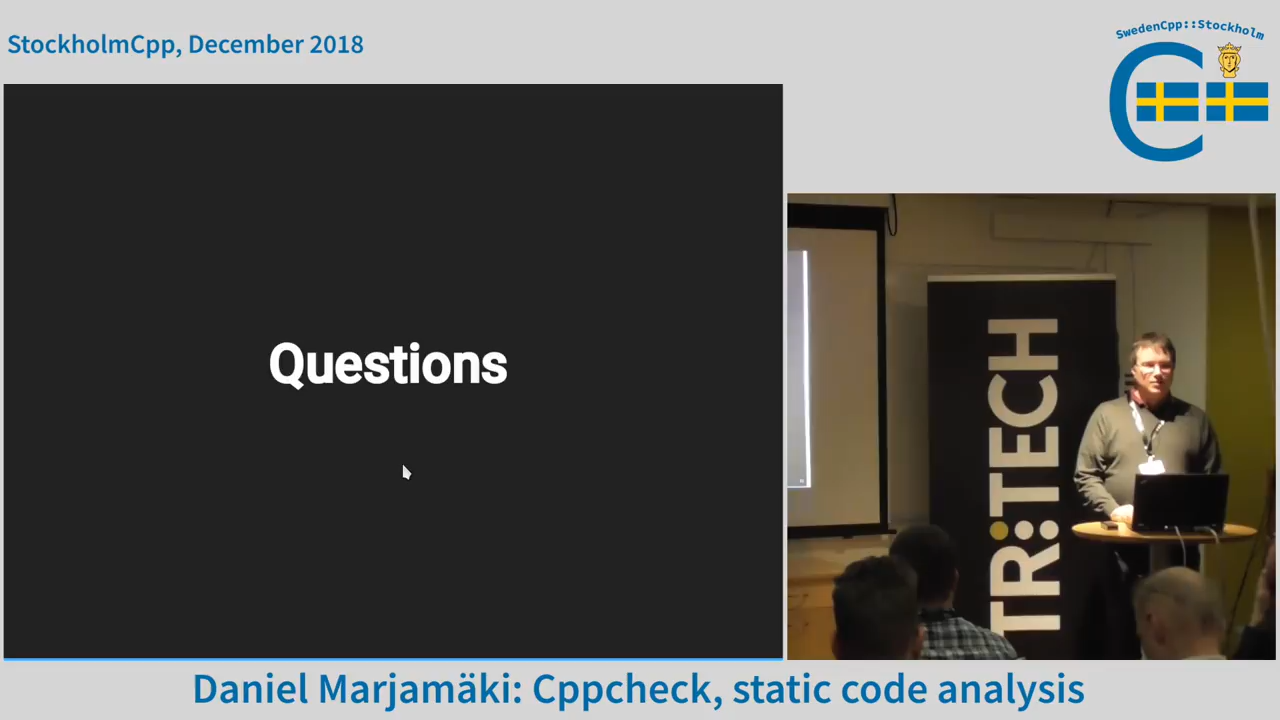 StockholmCpp, December 2018
SwedenCpp::Stockholm
Questions
TR:TECH
Daniel Marjamäki: Cppcheck, static code analysis